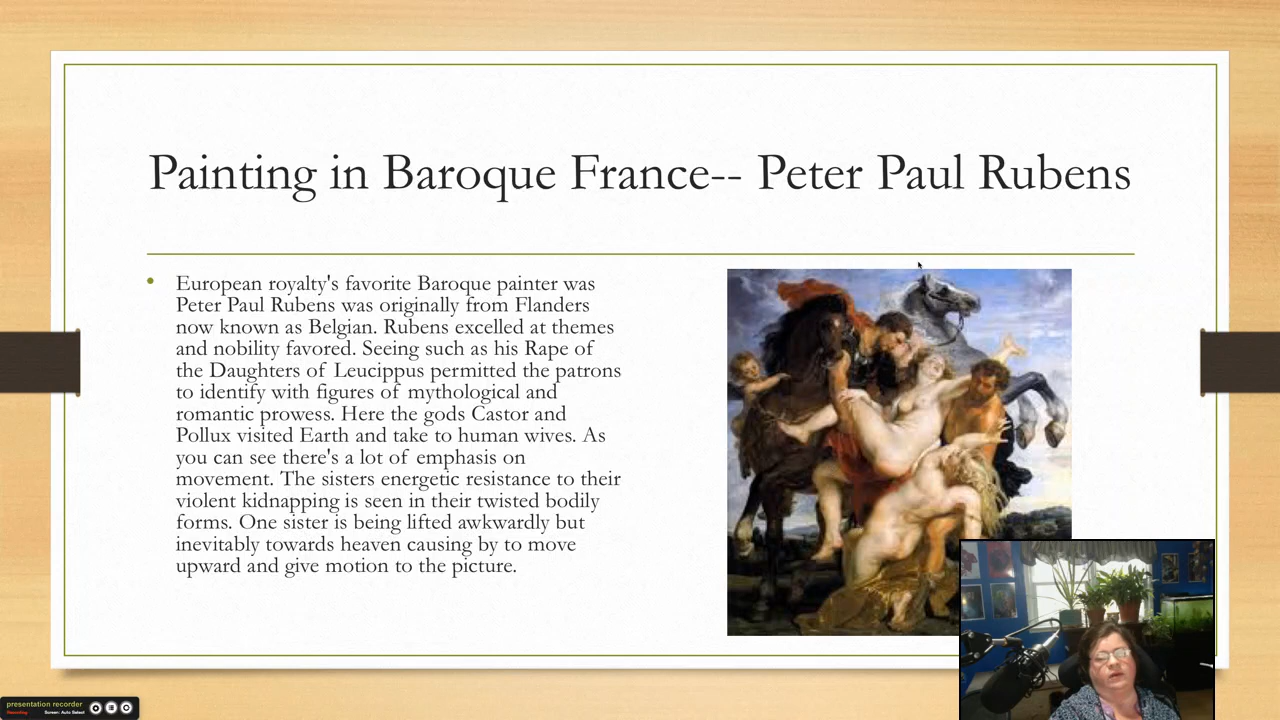 Painting in Baroque France-- Peter Paul Rubens
• European royalty's favorite Baroque painter was
Peter Paul Rubens was originally from Flanders
now known as Belgian. Rubens excelled at themes
and nobility favored. Seeing such as his Rape of
the Daughters of Leucippus permitted the patrons
to identify with figures of mythological and
romantic prowess. Here the gods Castor and
Pollux visited Earth and take to human wives. As
you can see there's a lot of emphasis on
movement. The sisters energetic resistance to their
violent kidnapping is seen in their twisted bodily
forms. One sister is being lifted awkwardly but
inevitably towards heaven causing by to move
upward and give motion to the picture.
presentation recorder
Recording Screen: Auto Select